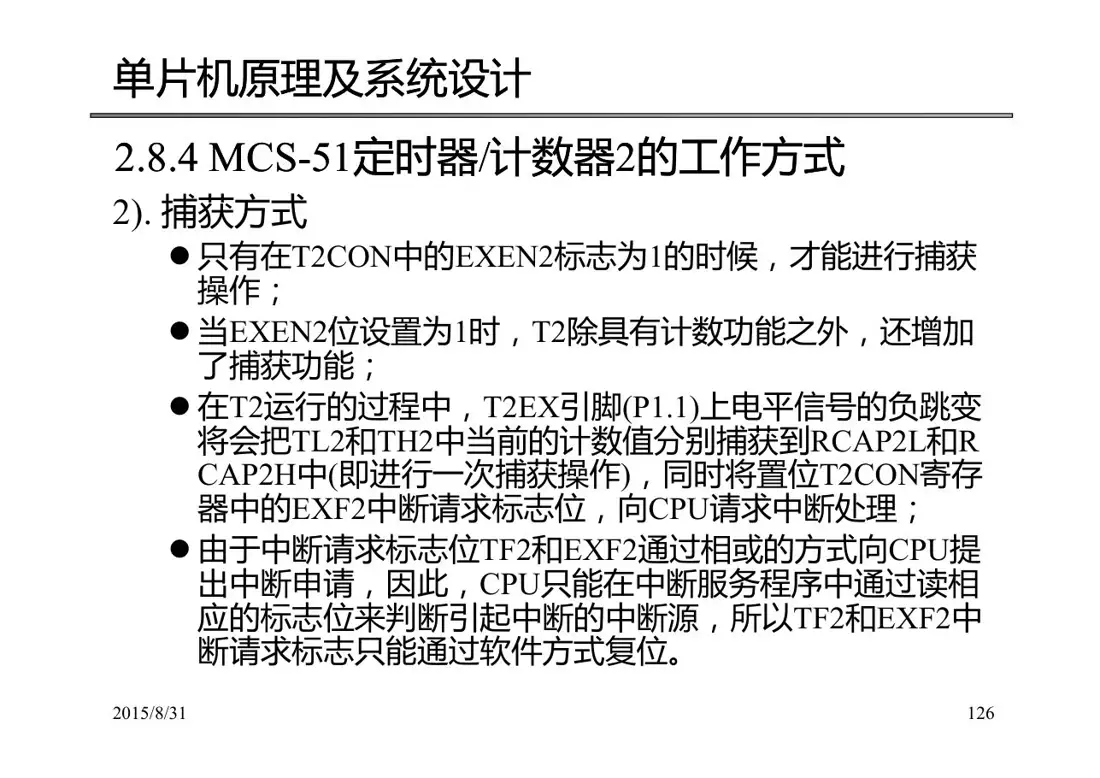 单片机原理及系统设计
2.8.4 MCS-51定时器/计数器2的工作方式
2). 捕获方式
●只有在T2CON中的EXEN2标志为1的时候，才能进行捕获
操作；
●当EXEN2位设置为1时，T2除具有计数功能之外，还增加
了捕获功能；
●在T2运行的过程中，T2EX引脚(P1.1)上电平信号的负跳变
将会把TL2和TH2中当前的计数值分别捕获到RCAP2L和R
CAP2H中(即进行一次捕获操作)，同时将置位T2CON寄存
器中的EXF2中断请求标志位，向CPU请求中断处理；
●由于中断请求标志位TF2和EXF2通过相或的方式向CPU提
出中断申请，因此，CPU只能在中断服务程序中通过读相
应的标志位来判断引起中断的中断源，所以TF2和EXF2中
断请求标志只能通过软件方式复位。
2015/8/31
126